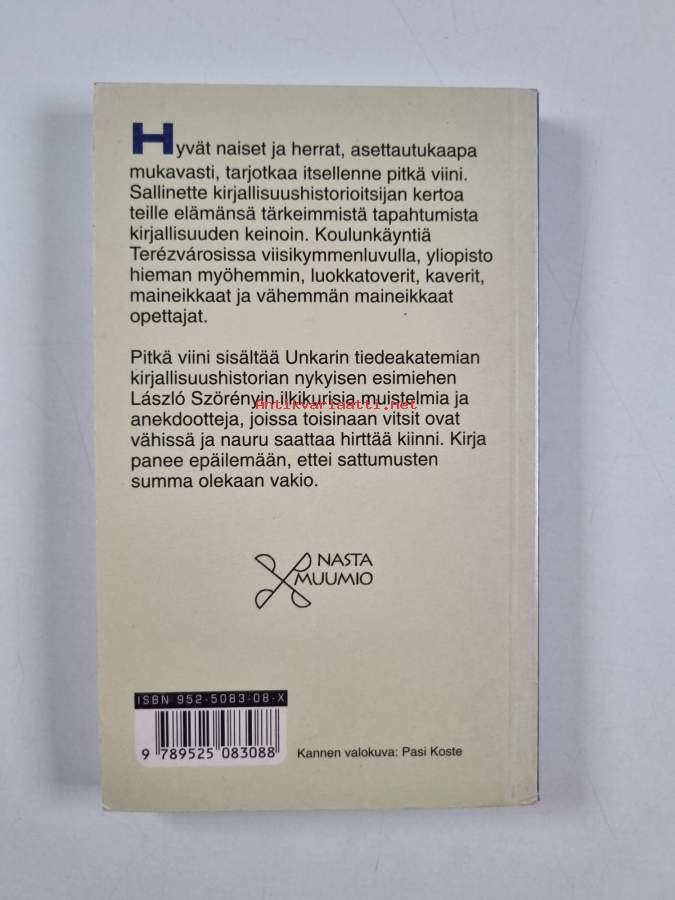 Hyvät naiset ja herrat, asettautukaapa
mukavasti, tarjotkaa itsellenne pitkä viini.
Sallinette kirjallisuushistorioitsijan kertoa
teille elämänsä tärkeimmistä tapahtumista
kirjallisuuden keinoin. Koulunkäyntiä
Terézvárosissa viisikymmenluvulla, yliopisto
hieman myöhemmin, luokkatoverit, kaverit,
maineikkaat ja vähemmän maineikkaat
opettajat.
Pitkä viini sisältää Unkarin tiedeakatemian
kirjallisuushistorian nykyisen esimiehen
László Szörényin ilkikurisia muistelmia ja
Antikvariaatti.net
anekdootteja, joissa toisinaan vitsit ovat
vähissä ja nauru saattaa hirttää kiinni. Kirja
panee epäilemään, ettei sattumusten
summa olekaan vakio.
NASTA
MUUMIO
ISBN 952-5083-08-X
9 789525 083088
Kannen valokuva: Pasi Koste